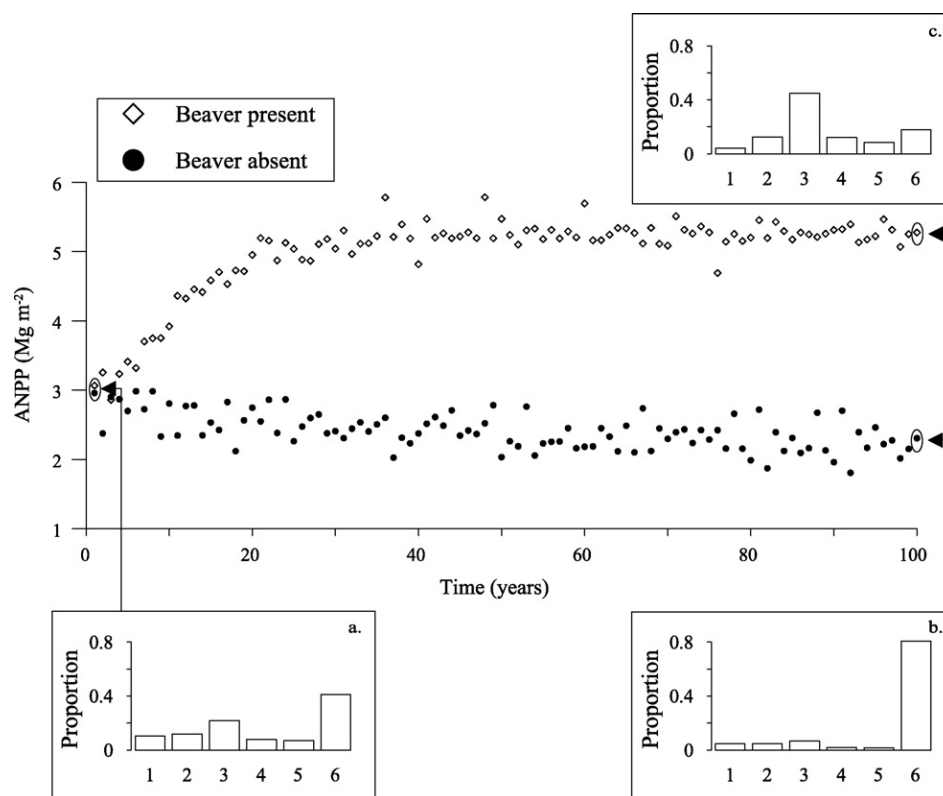 c.
0.8
0.4
0
Proportion
1 2 3 4 5 6
Beaver present
Beaver absent
6
5
4
3
2
1
ANPP (Mg m⁻²)
0 20 40 60 80 100
Time (years)
a.
0.8
0.4
0
Proportion
1 2 3 4 5 6
b.
0.8
0.4
0
Proportion
1 2 3 4 5 6